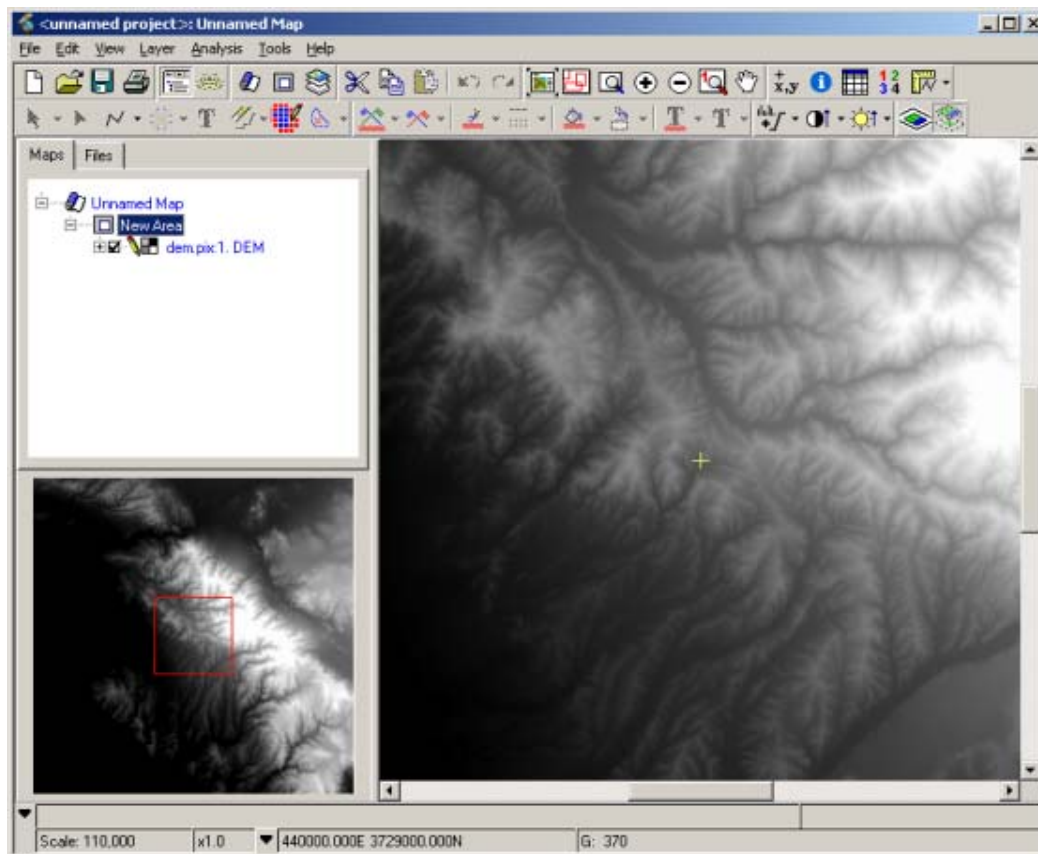 <unnamed project>: Unnamed Map
File Edit View Layer Analysis Tools Help
+ x,y 1 2 3 4
T T T
Maps Files
Unnamed Map
New Area
dem.pix:1. DEM
Scale: 110,000 x1.0 440000.000E 3729000.000N G: 370